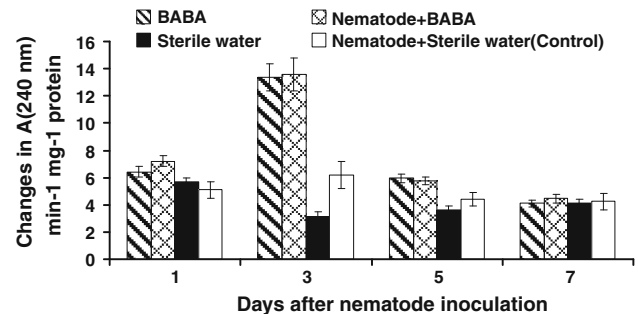 BABA
Nematode+BABA
Sterile water
Nematode+Sterile water(Control)
Changes in A(240 nm)
min-1 mg-1 protein
16
14
12
10
8
6
4
2
0
1 3 5 7
Days after nematode inoculation